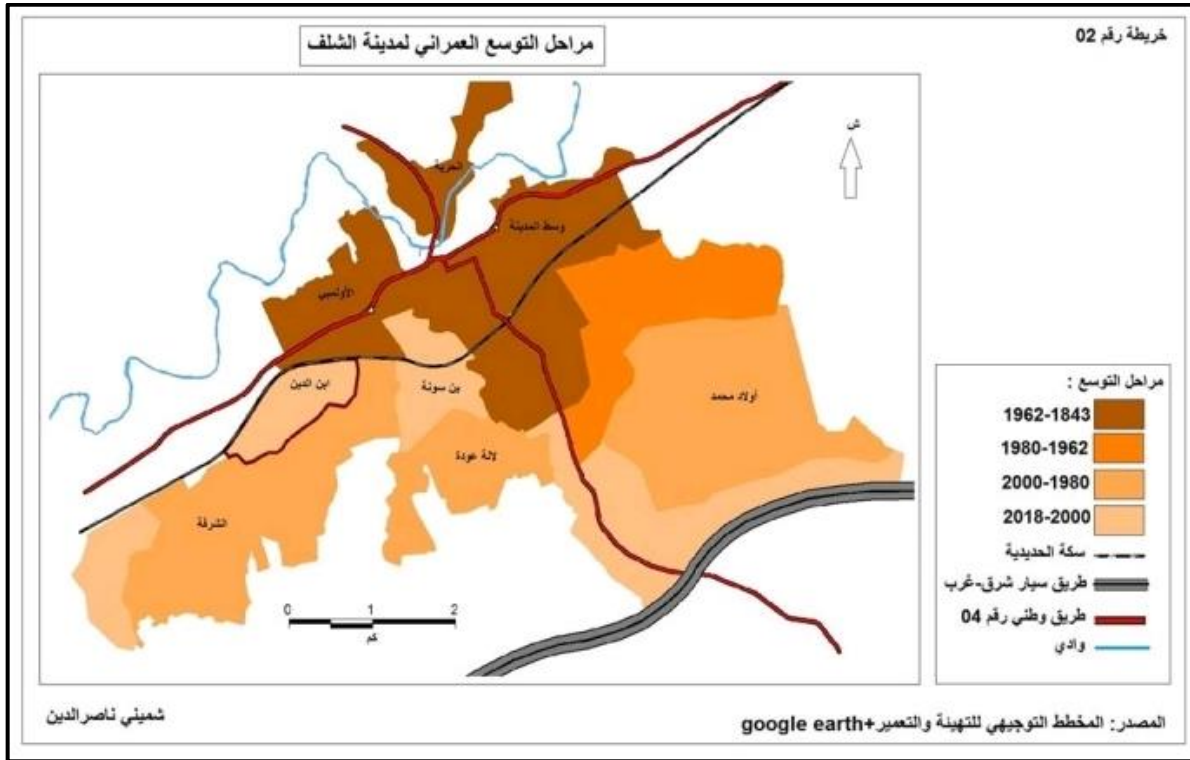 خريطة رقم 02
مراحل التوسع العمراني لمدينة الشلف
ش
الحرية
وسط المدينة
الأولمبي
ابن الدين
بن سونة
أولاد محمد
لالة عودة
الشرفة
0 1 2
كم
مراحل التوسع :
1962-1843
1980-1962
2000-1980
2018-2000
سكة الحديدية
طريق سيار شرق-غرب
طريق وطني رقم 04
وادي
شميني ناصرالدين
المصدر: المخطط التوجيهي للتهيئة والتعمير+google earth